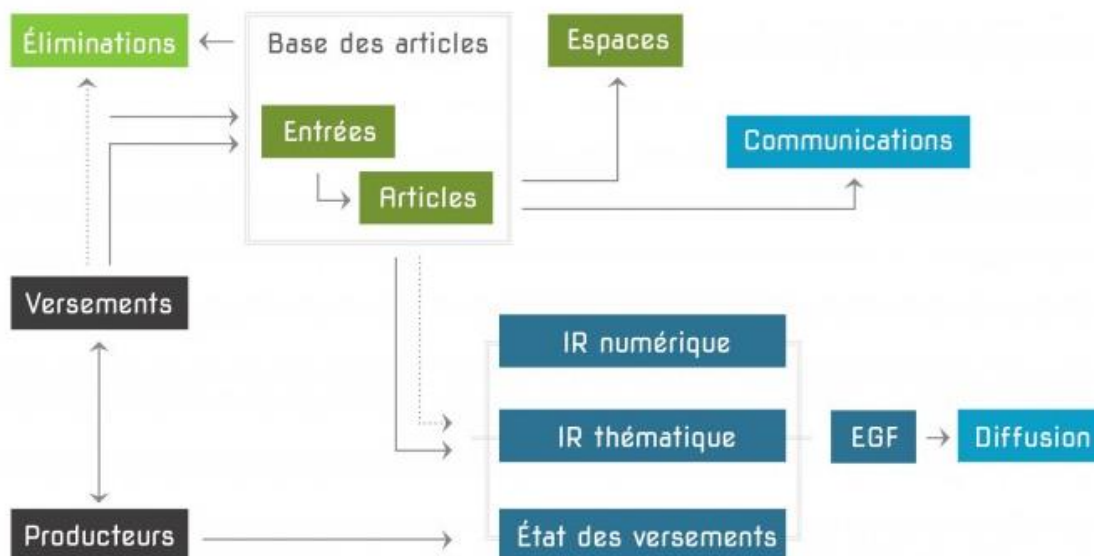 Éliminations
Base des articles
Espaces
Entrées
Communications
Articles
Versements
IR numérique
IR thématique
EGF
Diffusion
Producteurs
État des versements